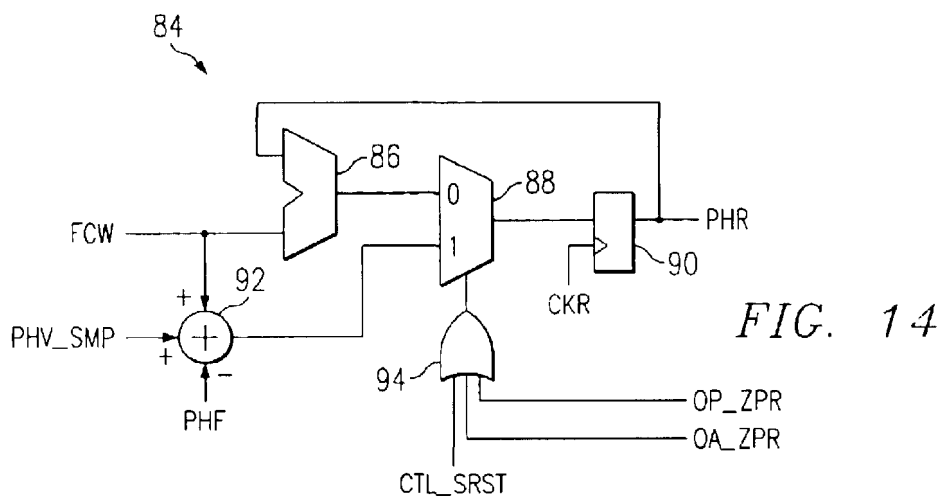 84
86
0
88
FCW
1
PHR
90
92
+
CKR
PHV_SMP
+
+
-
94
PHF
OP_ZPR
OA_ZPR
CTL_SRST
FIG. 14